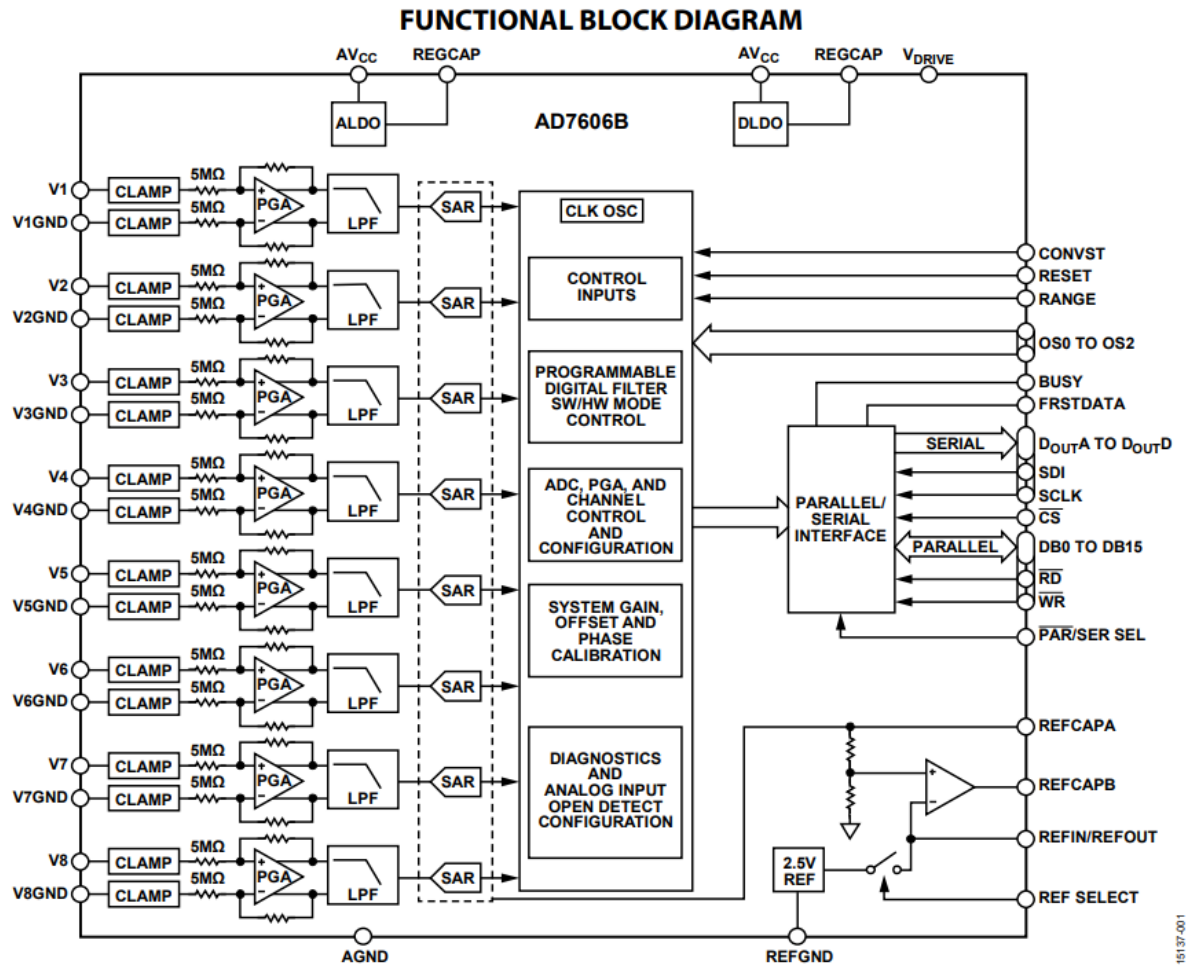 FUNCTIONAL BLOCK DIAGRAM
AVCC REGCAP AVCC REGCAP VDRIVE
ALDO AD7606B DLDO
V1 CLAMP 5MΩ + PGA LPF SAR
V1GND CLAMP 5MΩ −
V2 CLAMP 5MΩ + PGA LPF SAR
V2GND CLAMP 5MΩ −
V3 CLAMP 5MΩ + PGA LPF SAR
V3GND CLAMP 5MΩ −
V4 CLAMP 5MΩ + PGA LPF SAR
V4GND CLAMP 5MΩ −
V5 CLAMP 5MΩ + PGA LPF SAR
V5GND CLAMP 5MΩ −
V6 CLAMP 5MΩ + PGA LPF SAR
V6GND CLAMP 5MΩ −
V7 CLAMP 5MΩ + PGA LPF SAR
V7GND CLAMP 5MΩ −
V8 CLAMP 5MΩ + PGA LPF SAR
V8GND CLAMP 5MΩ −
CLK OSC
CONTROL
INPUTS
PROGRAMMABLE
DIGITAL FILTER
SW/HW MODE
CONTROL
ADC, PGA, AND
CHANNEL
CONTROL
AND
CONFIGURATION
SYSTEM GAIN,
OFFSET AND
PHASE
CALIBRATION
DIAGNOSTICS
AND
ANALOG INPUT
OPEN DETECT
CONFIGURATION
PARALLEL/
SERIAL
INTERFACE
SERIAL
PARALLEL
CONVST
RESET
RANGE
OS0 TO OS2
BUSY
FRSTDATA
DOUTA TO DOUTD
SDI
SCLK
CS
DB0 TO DB15
RD
WR
PAR/SER SEL
REFCAPA
+
REFCAPB
−
REFIN/REFOUT
2.5V
REF
REF SELECT
AGND REFGND
15137-001